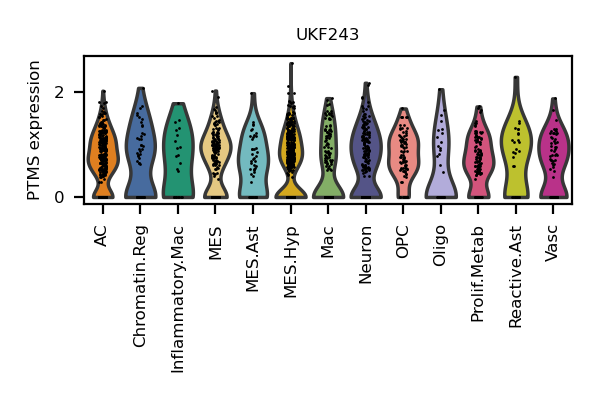 UKF243
PTMS expression
2
0
AC
Chromatin.Reg
Inflammatory.Mac
MES
MES.Ast
MES.Hyp
Mac
Neuron
OPC
Oligo
Prolif.Metab
Reactive.Ast
Vasc